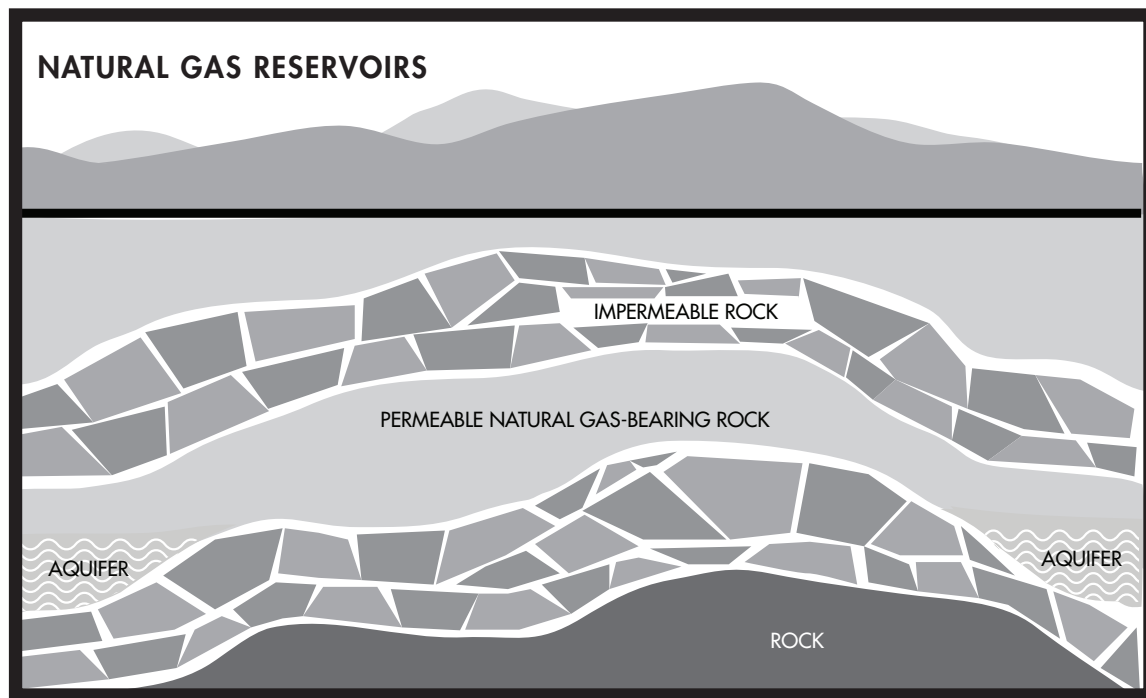 NATURAL GAS RESERVOIRS
IMPERMEABLE ROCK
PERMEABLE NATURAL GAS-BEARING ROCK
AQUIFER
AQUIFER
ROCK